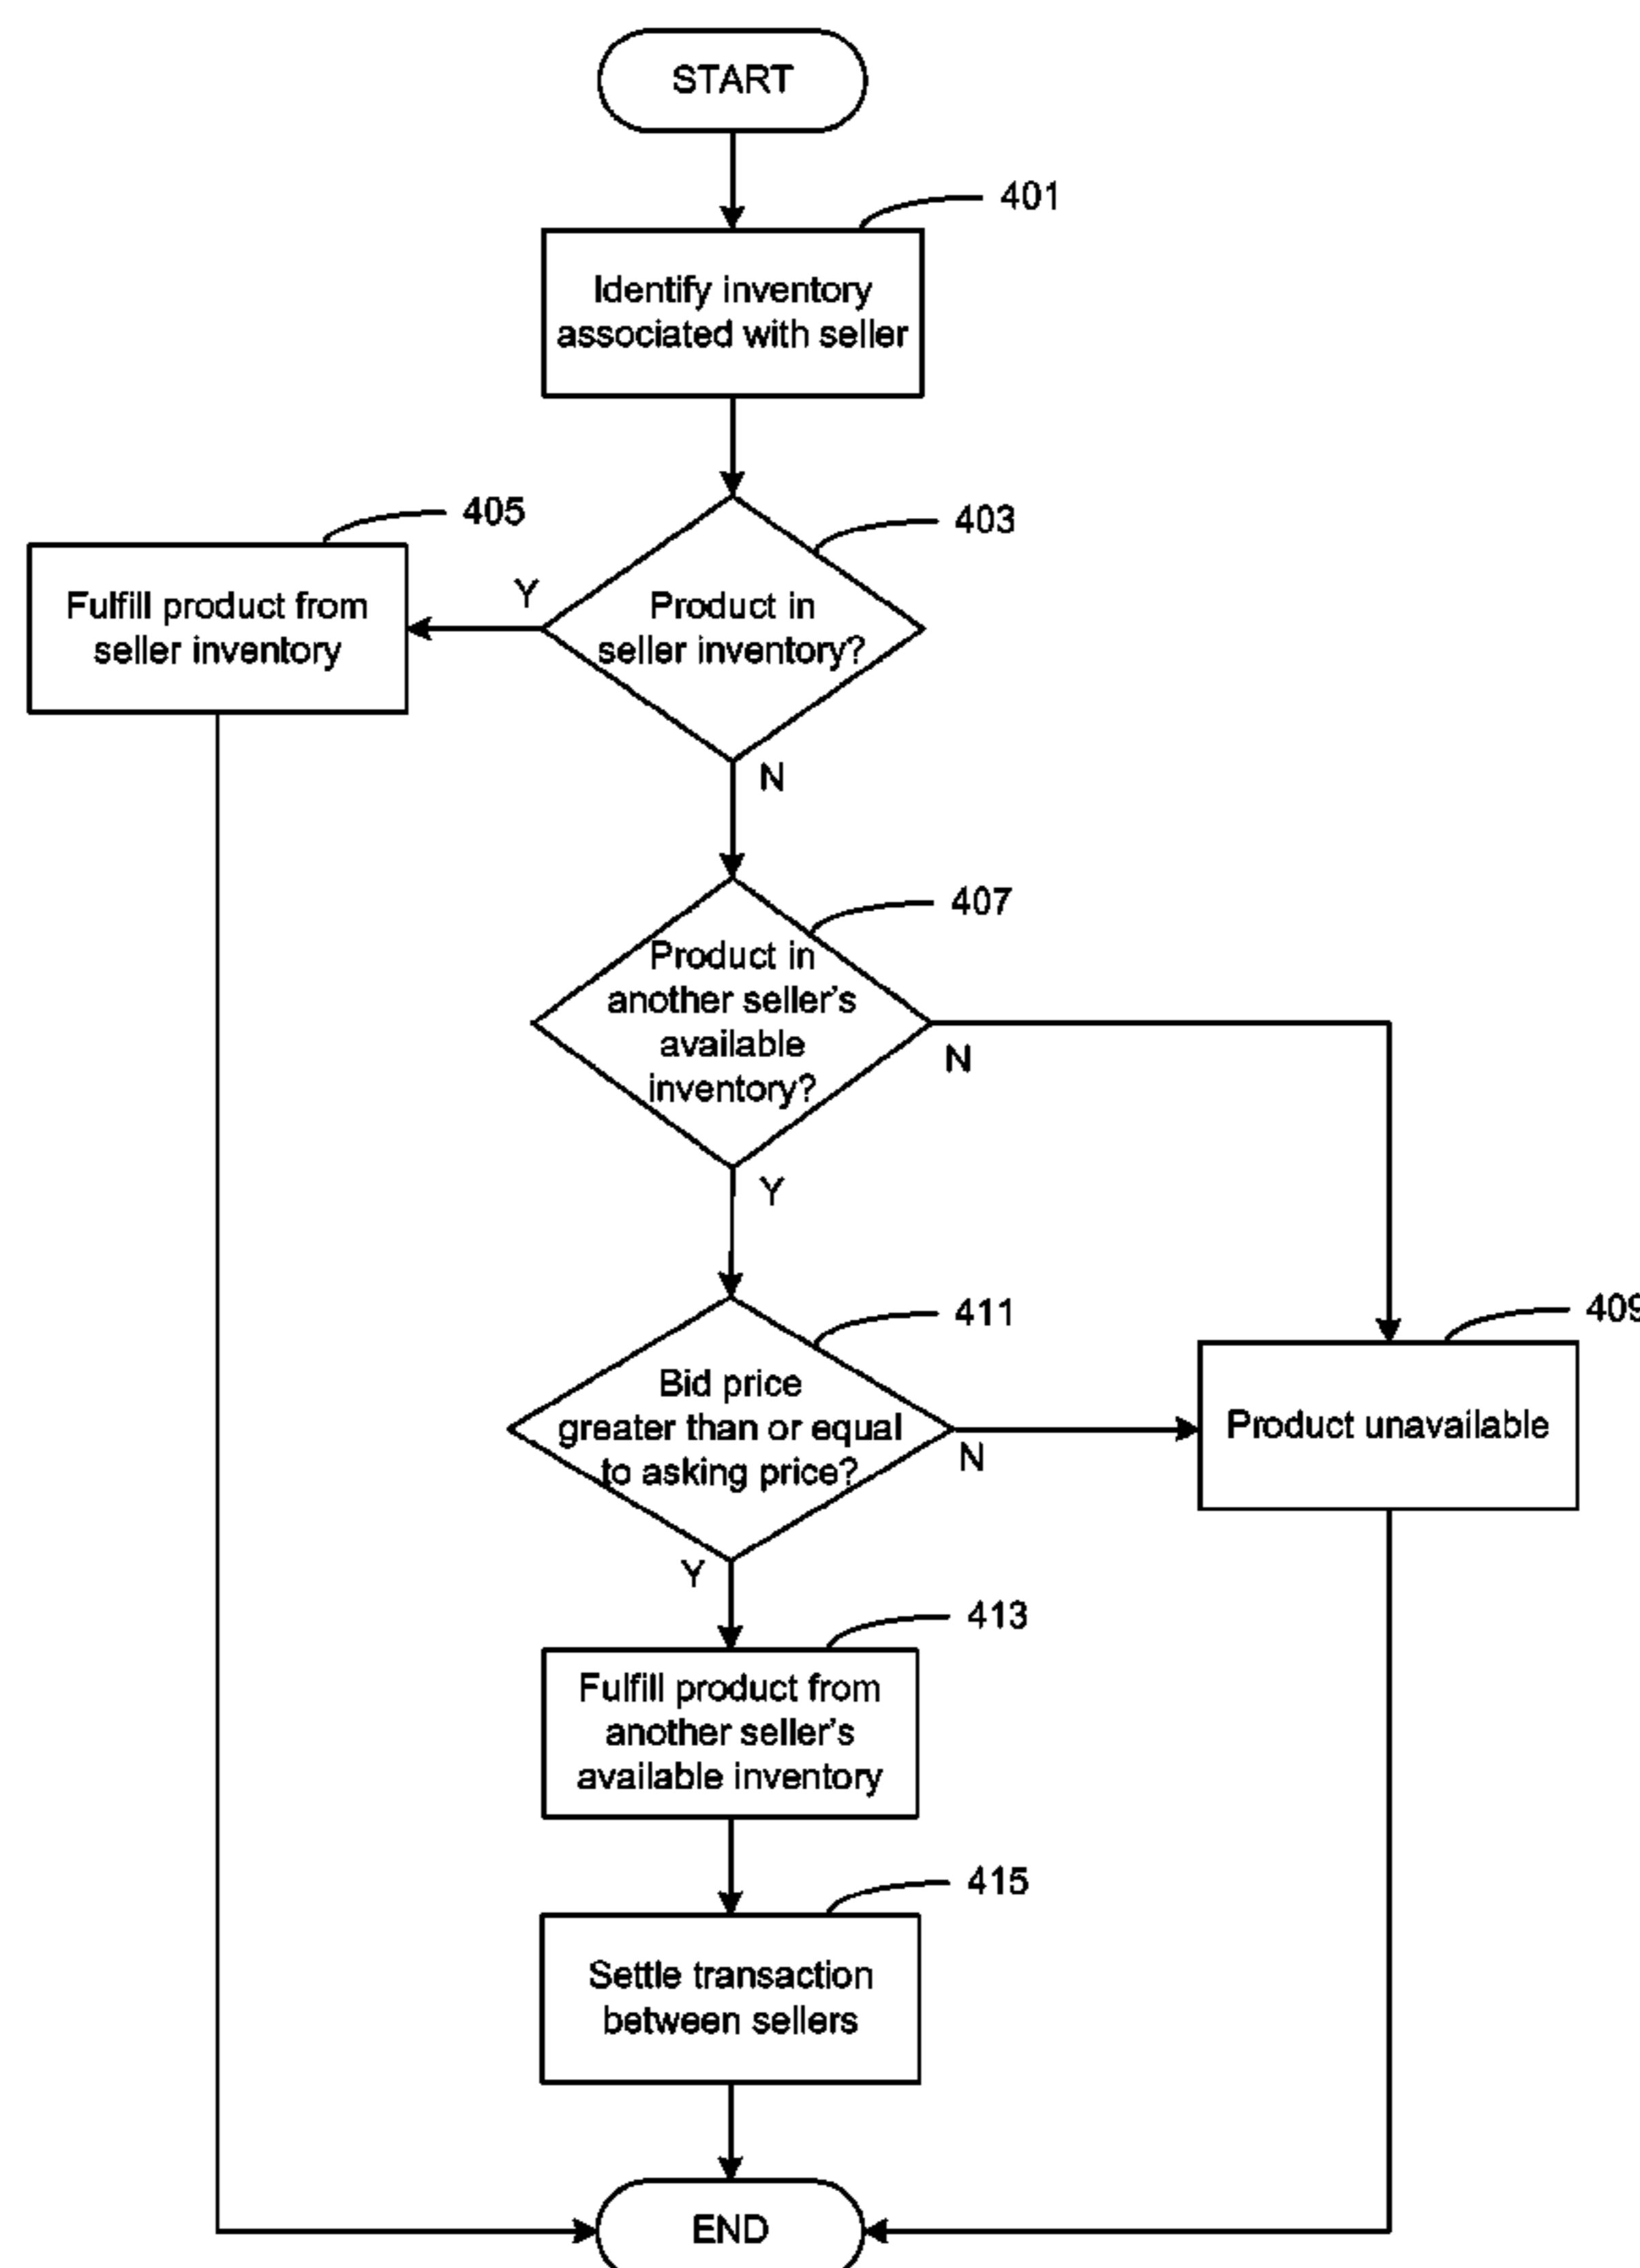 START
401
Identify inventory
associated with seller
405
403
Fulfill product from
seller inventory
Y
Product in
seller inventory?
N
407
Product in
another seller's
available
inventory?
N
Y
411
409
Bid price
greater than or equal
to asking price?
N
Product unavailable
Y
413
Fulfill product from
another seller's
available inventory
415
Settle transaction
between sellers
END